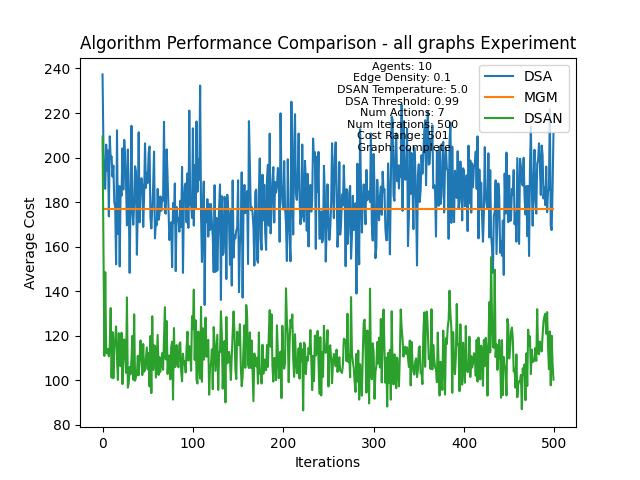 Algorithm Performance Comparison - all graphs Experiment
Agents: 10
Edge Density: 0.1
DSAN Temperature: 5.0
DSA Threshold: 0.99
Num Actions: 7
Num Iterations: 500
Cost Range: 501
Graph: complete
DSA
MGM
DSAN
Average Cost
240
220
200
180
160
140
120
100
80
0
100
200
300
400
500
Iterations